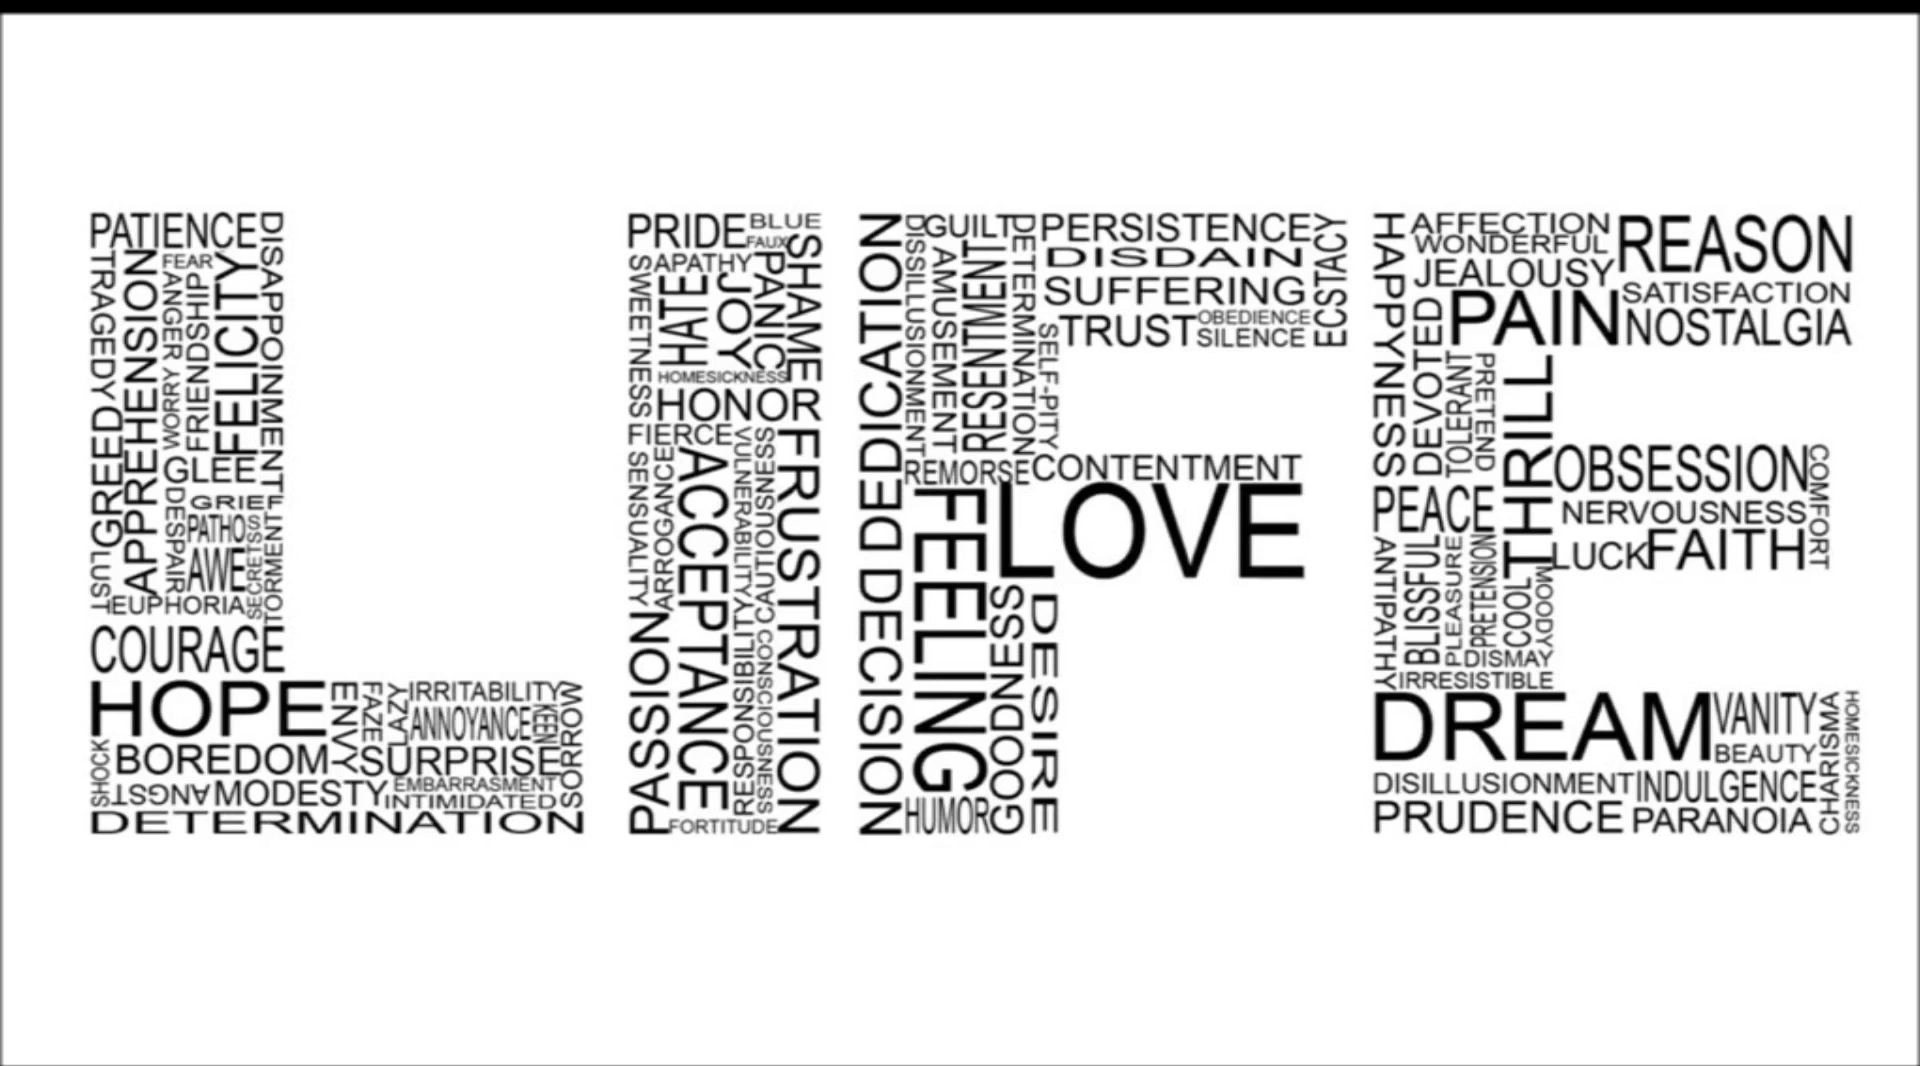 PATIENCE
DISAPPOINMENT
TRAGEDY
APPREHENSION
FEAR
ANGER
FRIENDSHIP
FELICITY
WORRY
GREED
GLEE
GRIEF
DESPAIR
PATHOS
AWE
SECRETSS
TORMENT
LUST
EUPHORIA
COURAGE
HOPE
ENVY
FAZE
LAZY
IRRITABILITY
ANNOYANCE
KEEN
SORROW
SHOCK
BOREDOM
SURPRISE
ANGST
MODESTY
EMBARRASMENT
INTIMIDATED
DETERMINATION
PRIDE
BLUE
FAUX
SHAME
SWEETNESS
APATHY
HATE
JOY
PANIC
HOMESICKNESS
HONOR
FIERCE
SENSUALITY
ARROGANCE
ACCEPTANCE
VULNERABILITY
CAUTIOUSNESS
FRUSTRATION
PASSION
RESPONSIBILITY
CONSCIOUSNESS
FORTITUDE
DEDICATION
DISSILLUSIONMENT
GUILT
AMUSEMENT
RESENTMENT
DETERMINATION
PERSISTENCE
DISDAIN
SUFFERING
ECSTACY
TRUST
OBEDIENCE
SILENCE
SELF-PITY
REMORSE
CONTENTMENT
LOVE
FEELING
DECISION
GOODNESS
DESIRE
HUMOR
HAPPYNESS
AFFECTION
WONDERFUL
JEALOUSY
REASON
PAIN
SATISFACTION
NOSTALGIA
DEVOTED
TOLERANT
PRETEND
THRILL
OBSESSION
COMFORT
PEACE
NERVOUSNESS
LUCK
FAITH
ANTIPATHY
BLISSFUL
PLEASURE
PRETENSION
COOL
MOODY
DISMAY
IRRESISTIBLE
DREAM
VANITY
BEAUTY
CHARISMA
HOMESICKNESS
DISILLUSIONMENT
INDULGENCE
PRUDENCE
PARANOIA